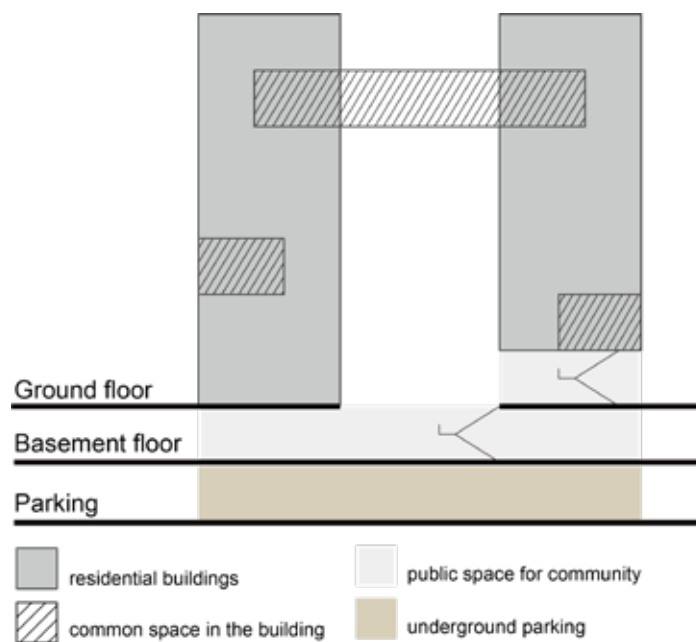 Ground floor
Basement floor
Parking
residential buildings
public space for community
common space in the building
underground parking